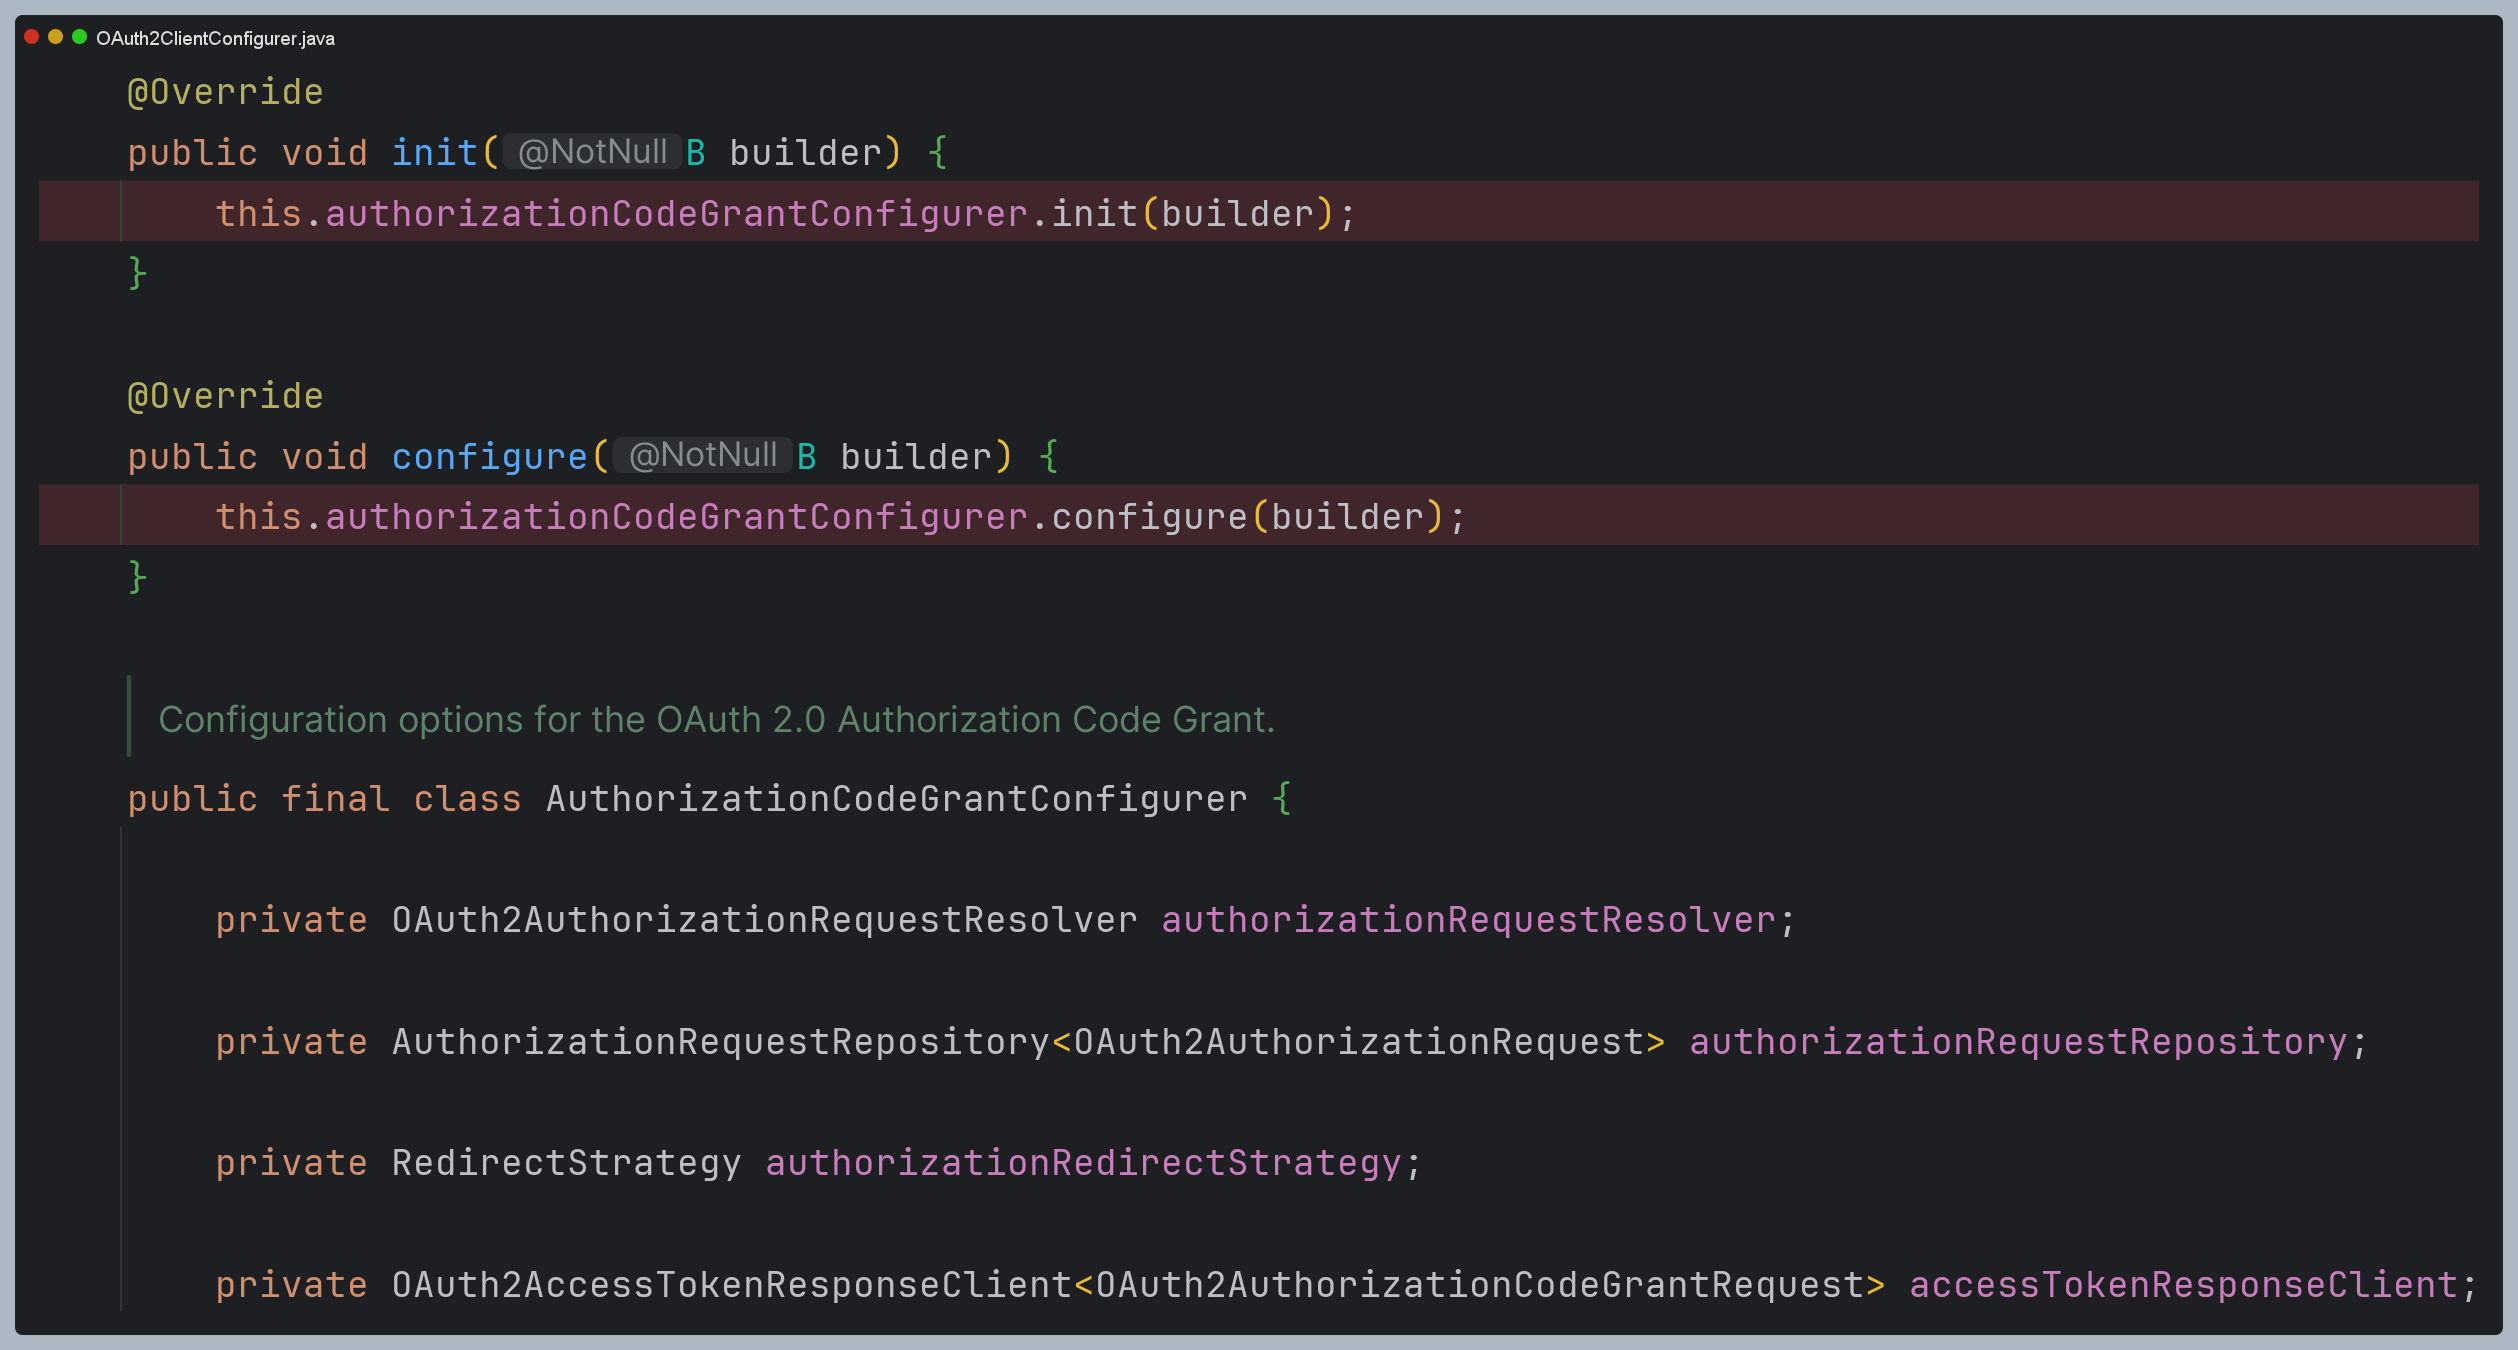 OAuth2ClientConfigurer.java
@Override
public void init( @NotNull B builder) {
this.authorizationCodeGrantConfigurer.init(builder);
}
@Override
public void configure( @NotNull B builder) {
this.authorizationCodeGrantConfigurer.configure(builder);
}
Configuration options for the OAuth 2.0 Authorization Code Grant.
public final class AuthorizationCodeGrantConfigurer {
private OAuth2AuthorizationRequestResolver authorizationRequestResolver;
private AuthorizationRequestRepository<OAuth2AuthorizationRequest> authorizationRequestRepository;
private RedirectStrategy authorizationRedirectStrategy;
private OAuth2AccessTokenResponseClient<OAuth2AuthorizationCodeGrantRequest> accessTokenResponseClient;